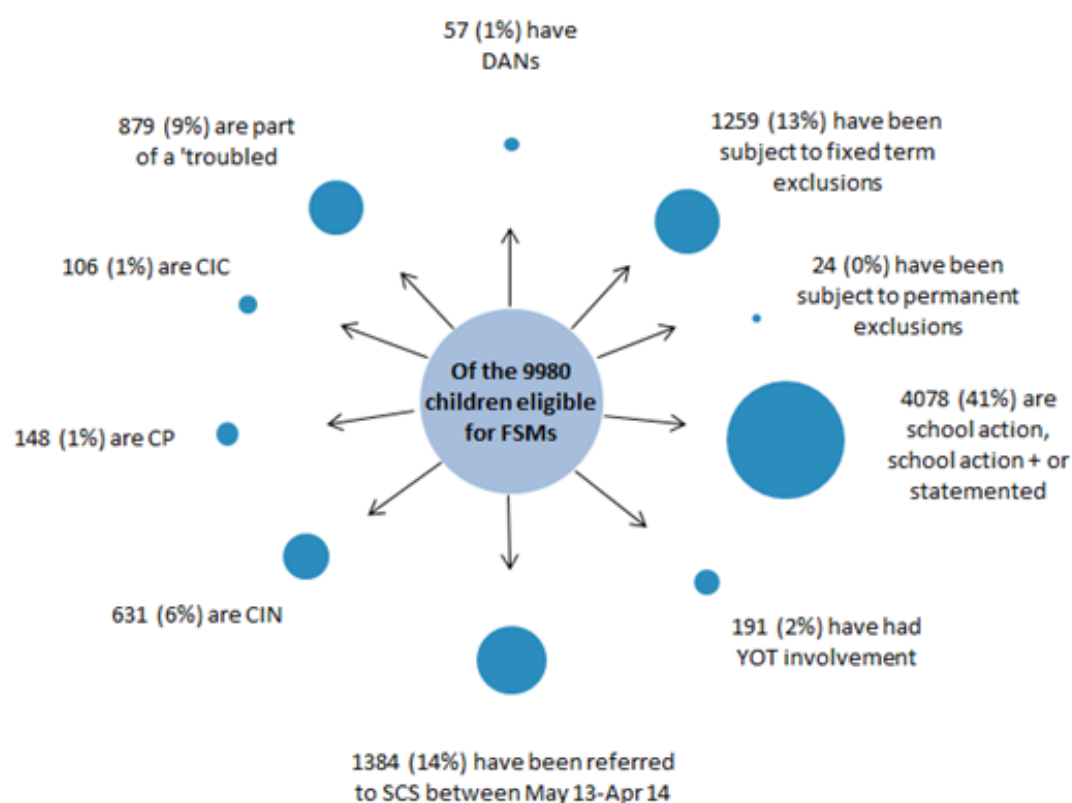 57 (1%) have
DANs
1259 (13%) have been
subject to fixed term
exclusions
24 (0%) have been
subject to permanent
exclusions
4078 (41%) are
school action,
school action + or
statemented
191 (2%) have had
YOT involvement
1384 (14%) have been referred
to SCS between May 13-Apr 14
631 (6%) are CIN
148 (1%) are CP
106 (1%) are CIC
879 (9%) are part
of a 'troubled
Of the 9980
children eligible
for FSMs